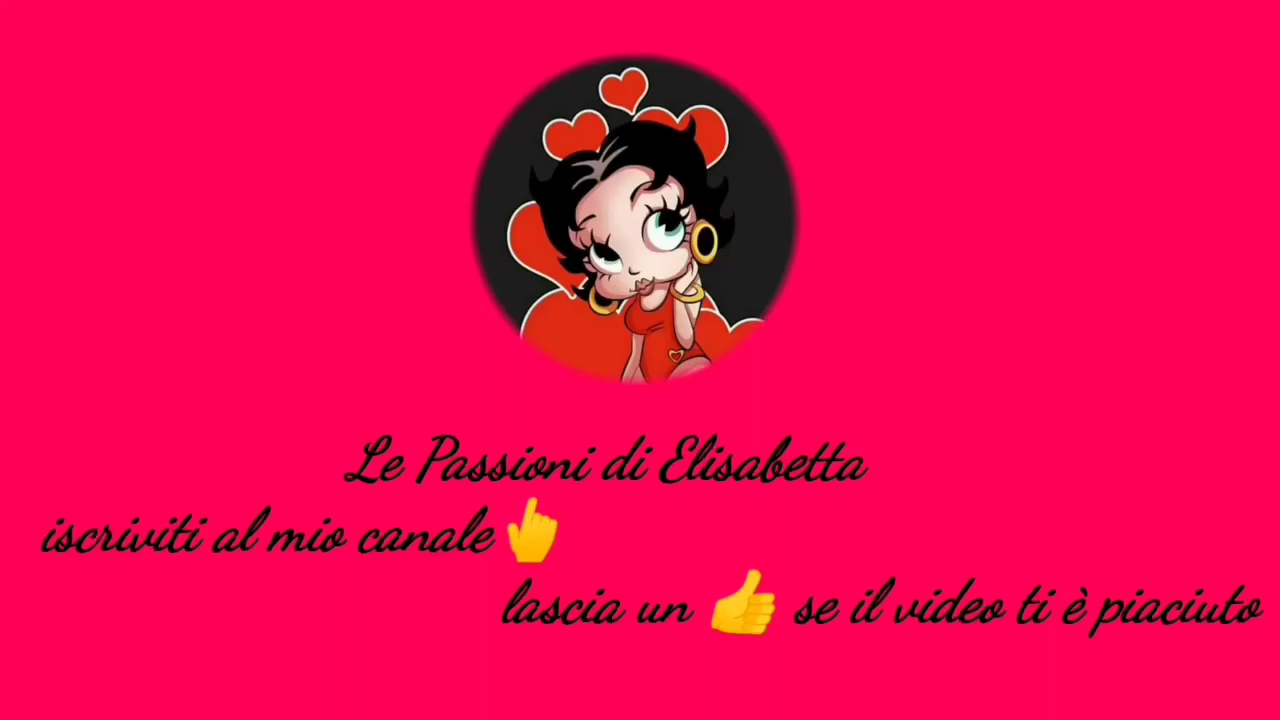 Le Passioni di Elisabetta
iscriviti al mio canale👆
lascia un 👍 se il video ti è piaciuto